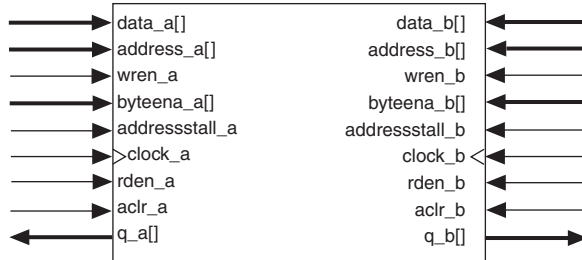 data_a[] data_b[]
address_a[] address_b[]
wren_a wren_b
byteena_a[] byteena_b[]
addressstall_a addressstall_b
clock_a clock_b
rden_a rden_b
aclr_a aclr_b
q_a[] q_b[]